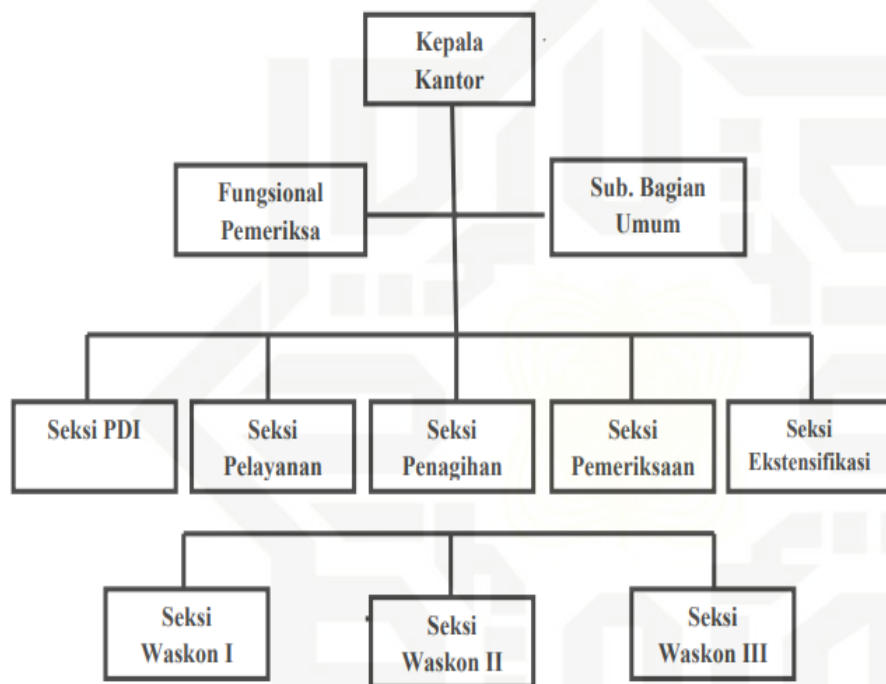 Kepala
Kantor
Fungsional
Pemeriksa
Sub. Bagian
Umum
Seksi PDI
Seksi
Pelayanan
Seksi
Penagihan
Seksi
Pemeriksaan
Seksi
Ekstensifikasi
Seksi
Waskon I
Seksi
Waskon II
Seksi
Waskon III